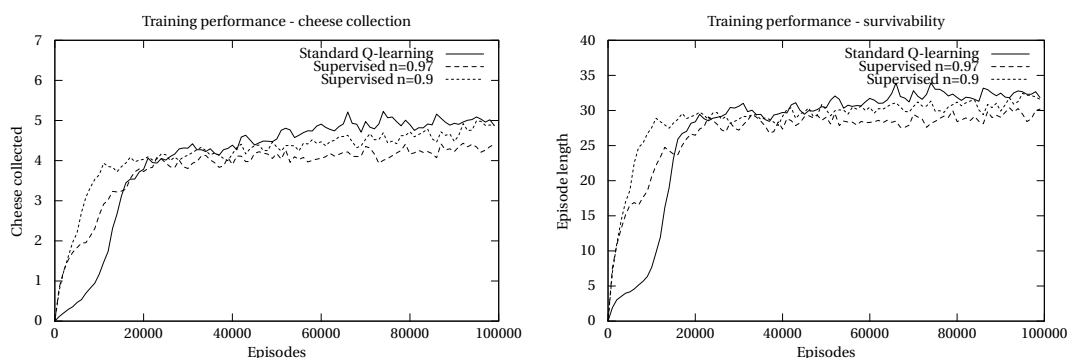 Training performance - cheese collection
7
6
5
4
3
2
1
0
Cheese collected
Standard Q-learning
Supervised n=0.97
Supervised n=0.9
0
20000
40000
60000
80000
100000
Episodes
Training performance - survivability
40
35
30
25
20
15
10
5
0
Episode length
Standard Q-learning
Supervised n=0.97
Supervised n=0.9
0
20000
40000
60000
80000
100000
Episodes